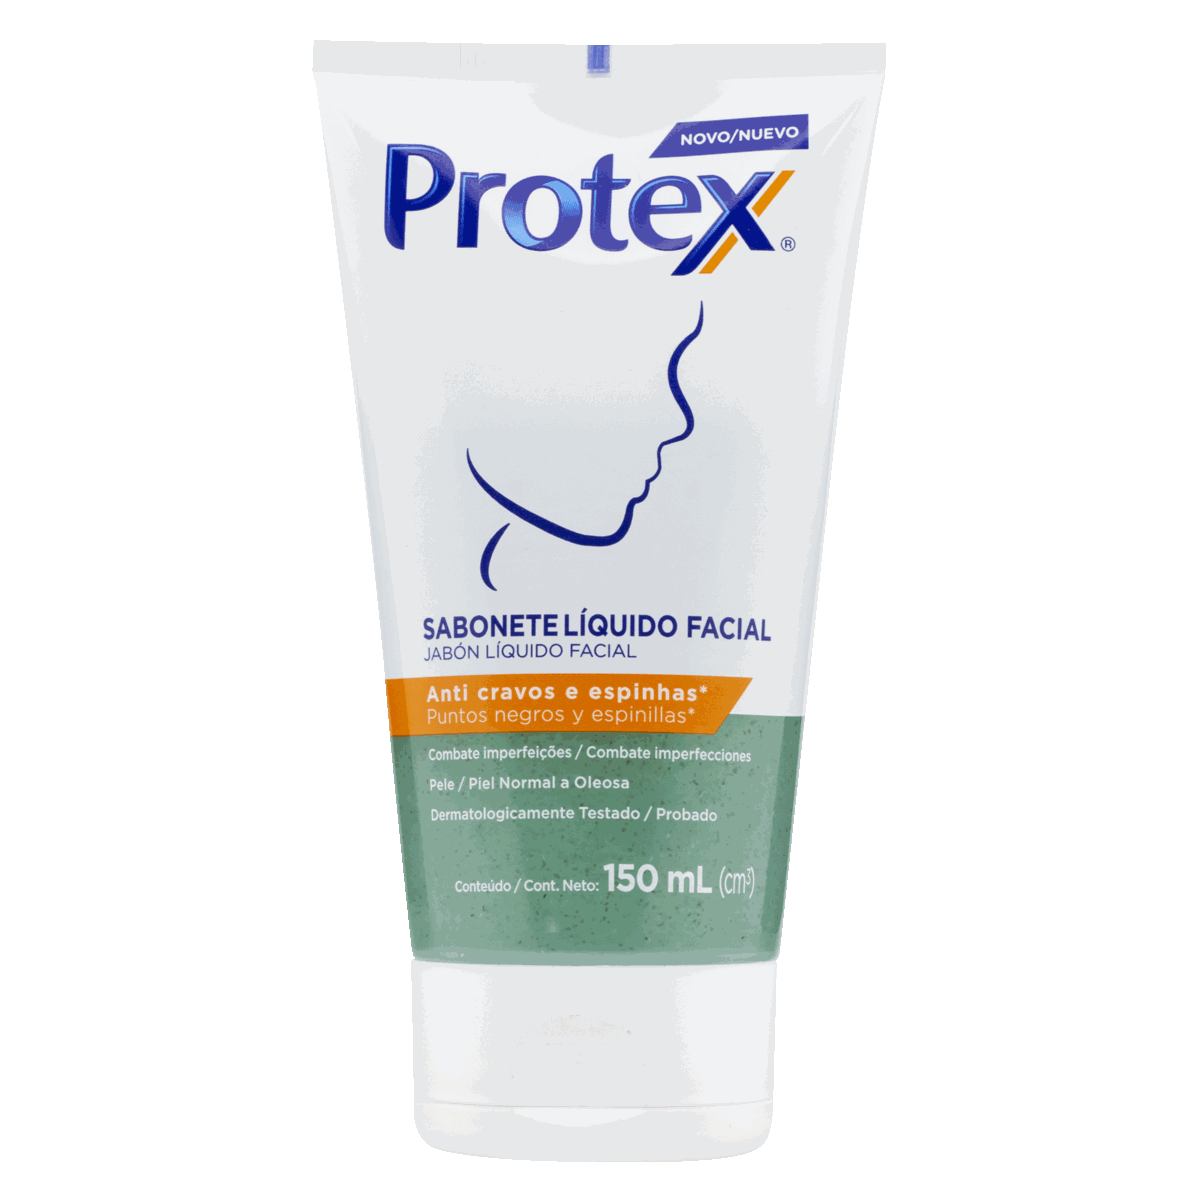 NOVO/NUEVO
Protex®
SABONETE LÍQUIDO FACIAL
JABÓN LÍQUIDO FACIAL
Anti cravos e espinhas*
Puntos negros y espinillas*
Combate imperfeições / Combate imperfecciones
Pele / Piel Normal a Oleosa
Dermatologicamente Testado / Probado
Conteúdo / Cont. Neto: 150 mL (cm³)